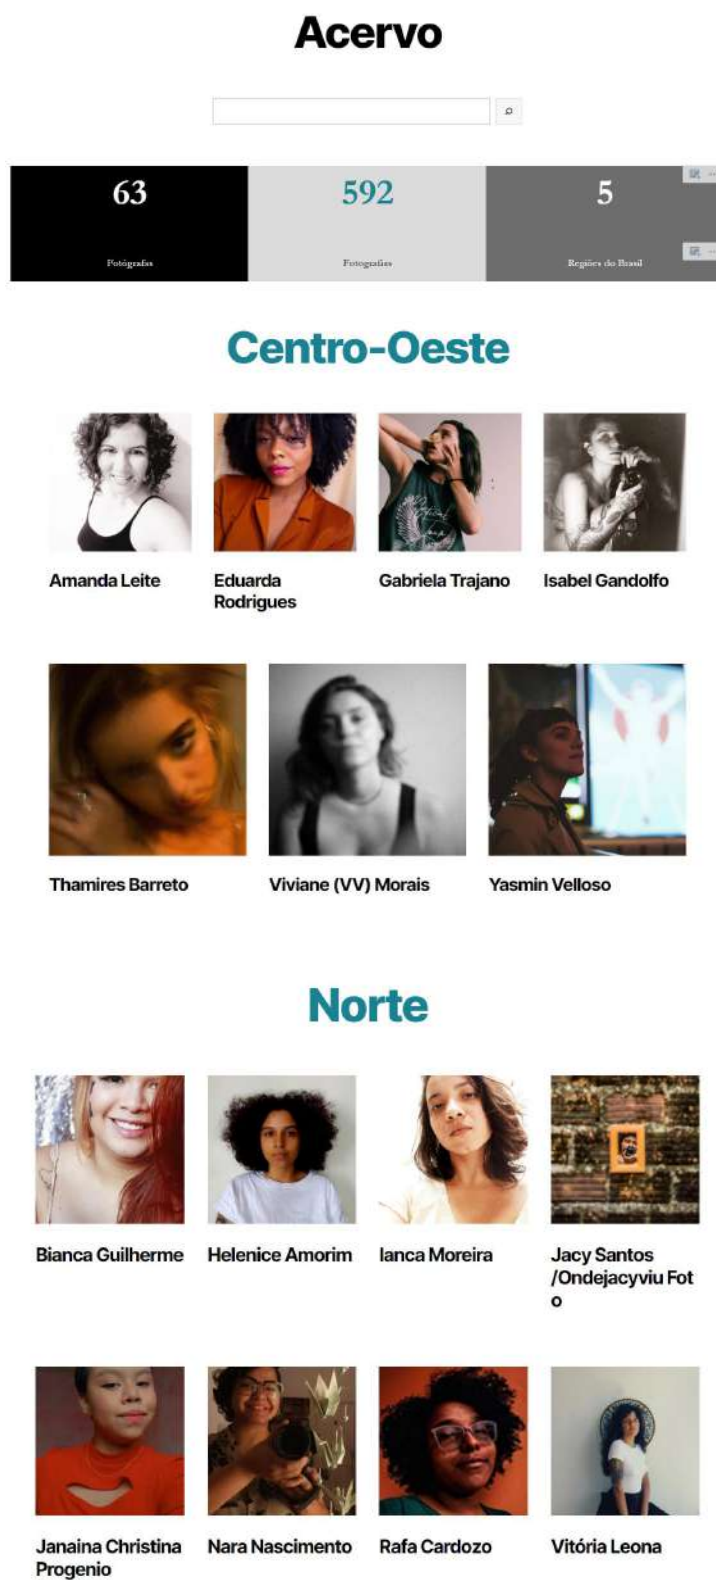 Acervo
63
592
5
Fotógrafas
Fotografias
Regiões do Brasil
Centro-Oeste
Amanda Leite
Eduarda
Rodrigues
Gabriela Trajano
Isabel Gandolfo
Thamires Barreto
Viviane (VV) Morais
Yasmin Velloso
Norte
Bianca Guilherme
Helenice Amorim
Ianca Moreira
Jacy Santos
/Ondejacyviu Fot
o
Janaina Christina
Progenio
Nara Nascimento
Rafa Cardozo
Vitória Leona